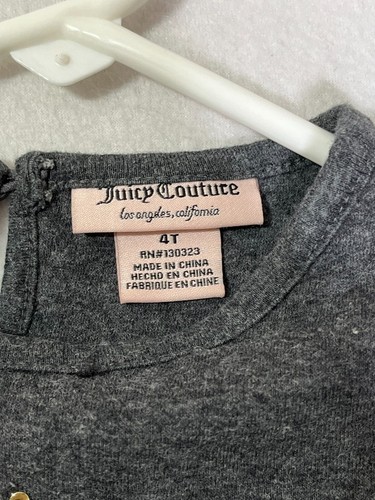 Juicy Couture
los angeles, california
4T
RN#130323
MADE IN CHINA
HECHO EN CHINA
FABRIQUE EN CHINE